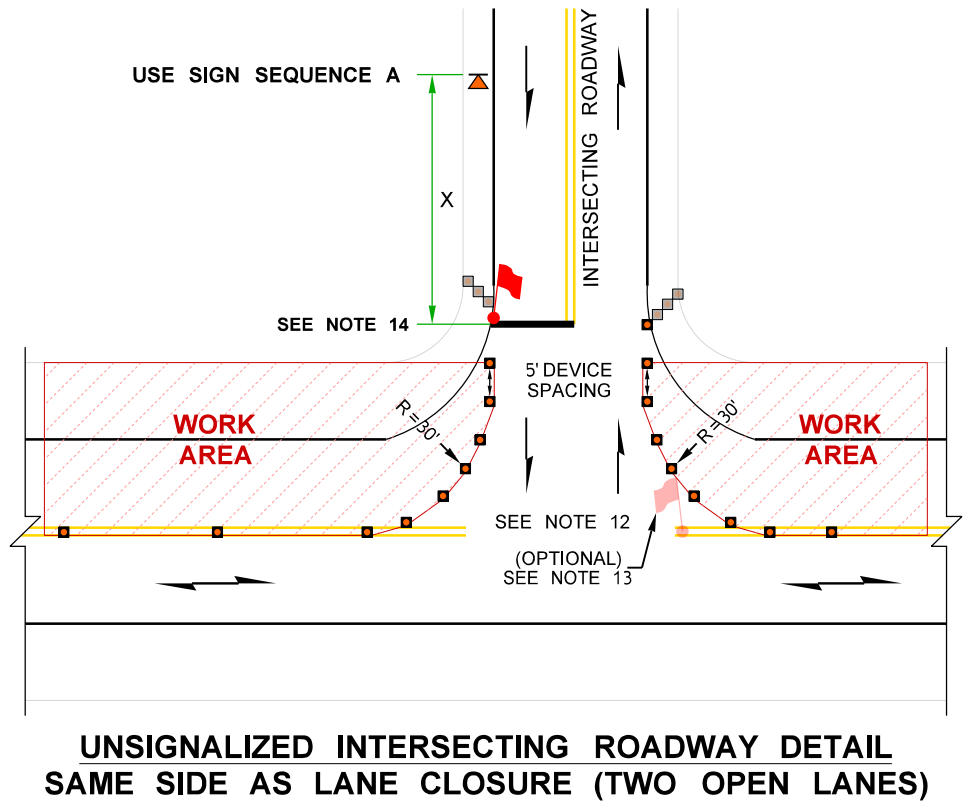 USE SIGN SEQUENCE A
INTERSECTING ROADWAY
X
SEE NOTE 14
5' DEVICE
SPACING
WORK
AREA
R = 30'
R = 30'
WORK
AREA
SEE NOTE 12
(OPTIONAL)
SEE NOTE 13
UNSIGNALIZED INTERSECTING ROADWAY DETAIL
SAME SIDE AS LANE CLOSURE (TWO OPEN LANES)